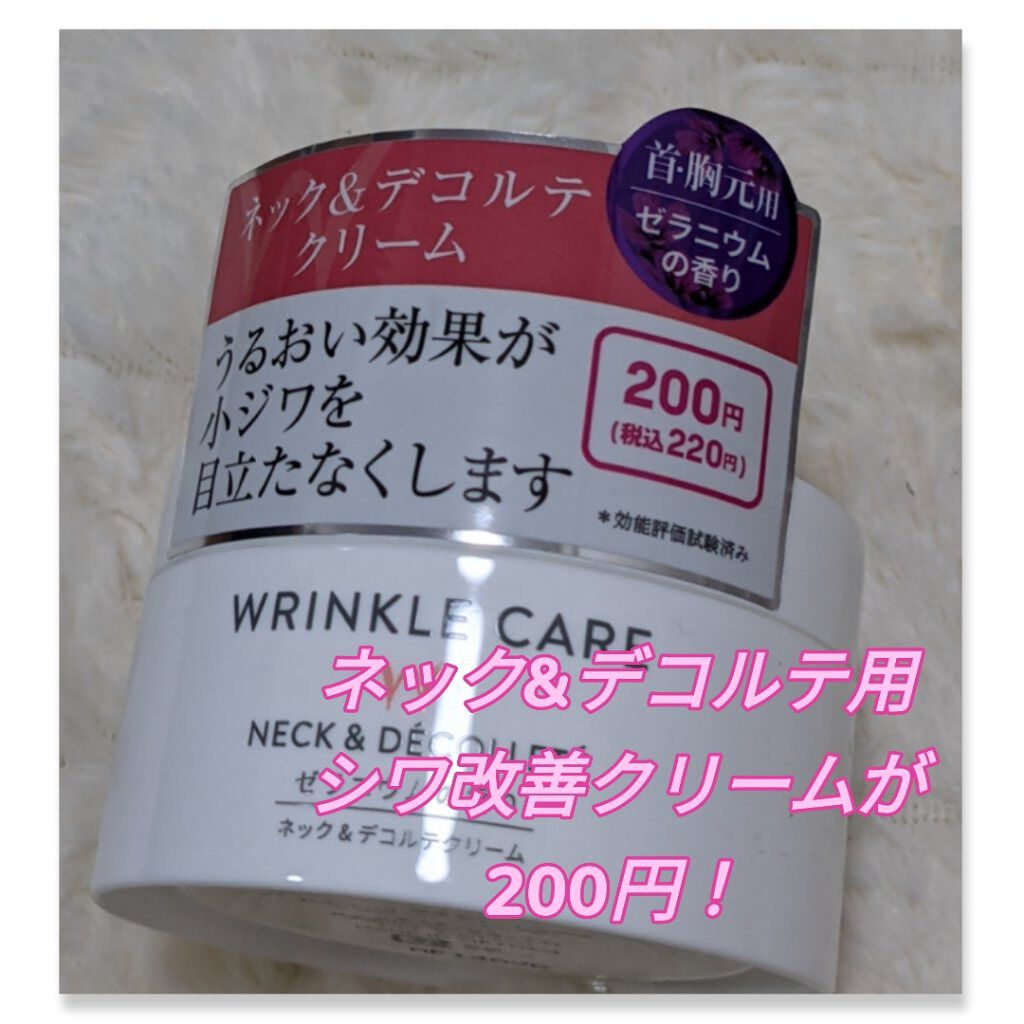 首・胸元用
ゼラニウム
の香り
ネック&デコルテ
クリーム
うるおい効果が
小ジワを
目立たなくします
200円
(税込220円)
*効能評価試験済み
WRINKLE CARE
NECK & DÉCOLLETÉ
ネック&デコルテクリーム
ネック&デコルテ用
シワ改善クリームが
200円！